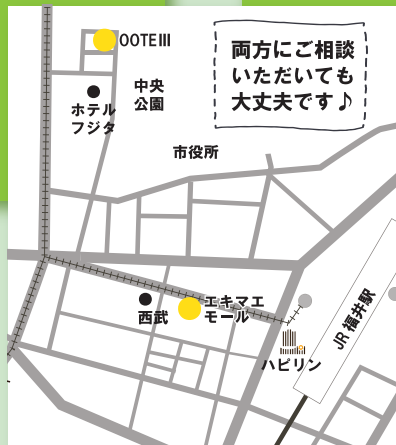 OOTEⅢ
両方にご相談
いただいても
大丈夫です♪
中央
公園
ホテル
フジタ
市役所
エキマエ
モール
西武
JR 福井駅
ハピリン